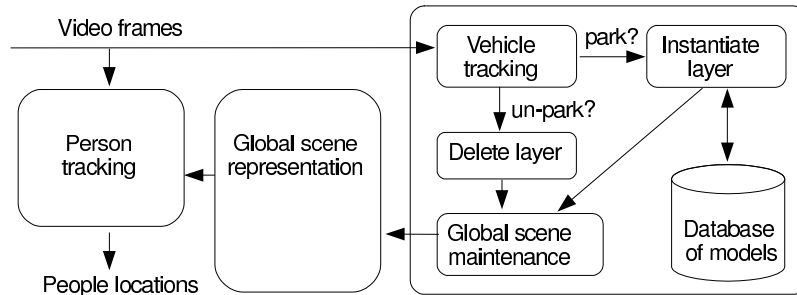 Video frames
Vehicle
tracking
park?
Instantiate
layer
un-park?
Person
tracking
Global scene
representation
Delete layer
Global scene
maintenance
Database
of models
People locations